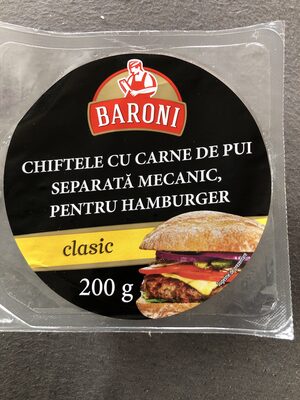 BARONI
CHIFTELE CU CARNE DE PUI
SEPARATĂ MECANIC,
PENTRU HAMBURGER
clasic
200 g